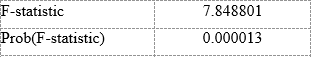 F-statistic 7.848801
Prob(F-statistic) 0.000013